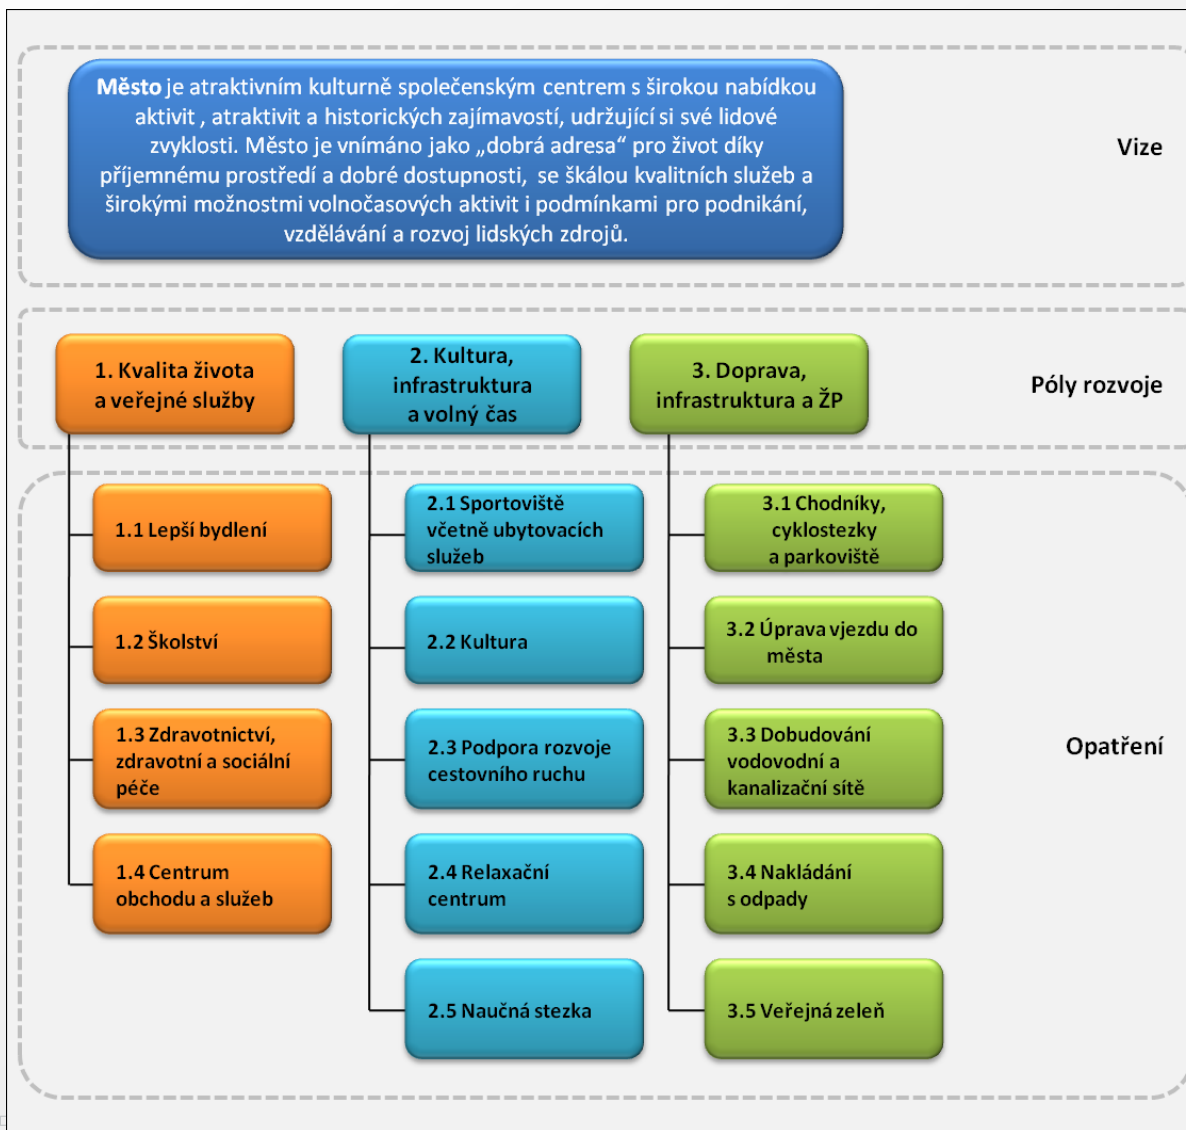 Město je atraktivním kulturně společenským centrem s širokou nabídkou
aktivit , atraktivit a historických zajímavostí, udržující si své lidové
zvyklosti. Město je vnímáno jako „dobrá adresa“ pro život díky
příjemnému prostředí a dobré dostupnosti, se škálou kvalitních služeb a
širokými možnostmi volnočasových aktivit i podmínkami pro podnikání,
vzdělávání a rozvoj lidských zdrojů.
Vize
1. Kvalita života
a veřejné služby
2. Kultura,
infrastruktura
a volný čas
3. Doprava,
infrastruktura a ŽP
Póly rozvoje
1.1 Lepší bydlení
1.2 Školství
1.3 Zdravotnictví,
zdravotní a sociální
péče
1.4 Centrum
obchodu a služeb
2.1 Sportoviště
včetně ubytovacích
služeb
2.2 Kultura
2.3 Podpora rozvoje
cestovního ruchu
2.4 Relaxační
centrum
2.5 Naučná stezka
3.1 Chodníky,
cyklostezky
a parkoviště
3.2 Úprava vjezdu do
města
3.3 Dobudování
vodovodní a
kanalizační sítě
3.4 Nakládání
s odpady
3.5 Veřejná zeleň
Opatření